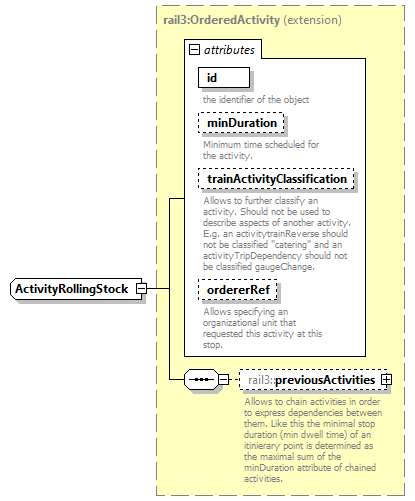 rail3:OrderedActivity (extension)
attributes
id
the identifier of the object
minDuration
Minimum time scheduled for
the activity.
trainActivityClassification
Allows to further classify an
activity. Should not be used to
describe aspects of another activity.
E.g. an activitytrainReverse should
not be classified "catering" and an
activityTripDependency should not
be classified gaugeChange.
ordererRef
Allows specifying an
organizational unit that
requested this activity at this
stop.
ActivityRollingStock
rail3::previousActivities
Allows to chain activities in order
to express dependencies between
them. Like this the minimal stop
duration (min dwell time) of an
itinierary point is determined as
the maximal sum of the
minDuration attribute of chained
activities.